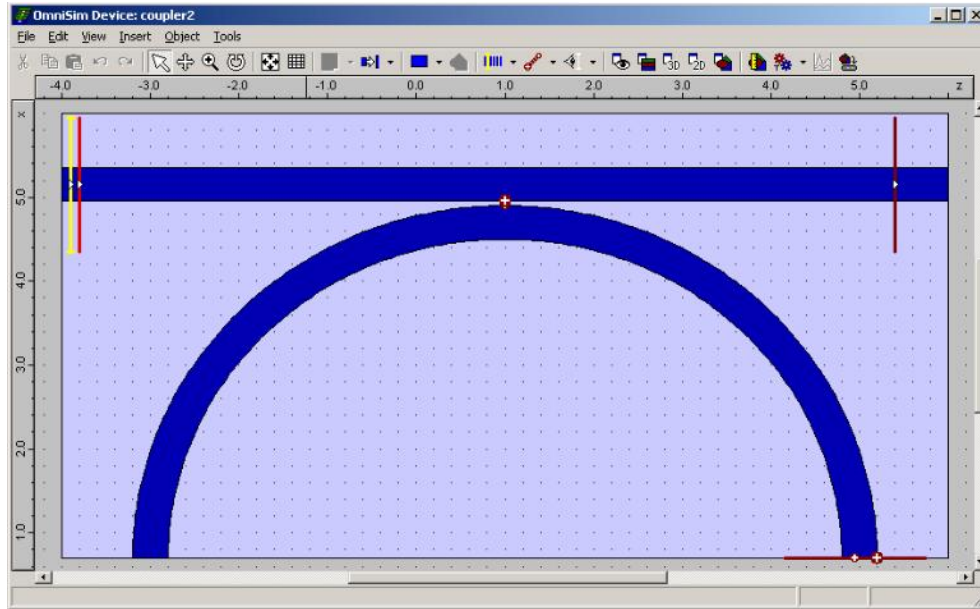 OmniSim Device: coupler2
File Edit View Insert Object Tools
3D 2D
-4.0 -3.0 -2.0 -1.0 0.0 1.0 2.0 3.0 4.0 5.0 z
x
5.0
4.0
3.0
2.0
1.0